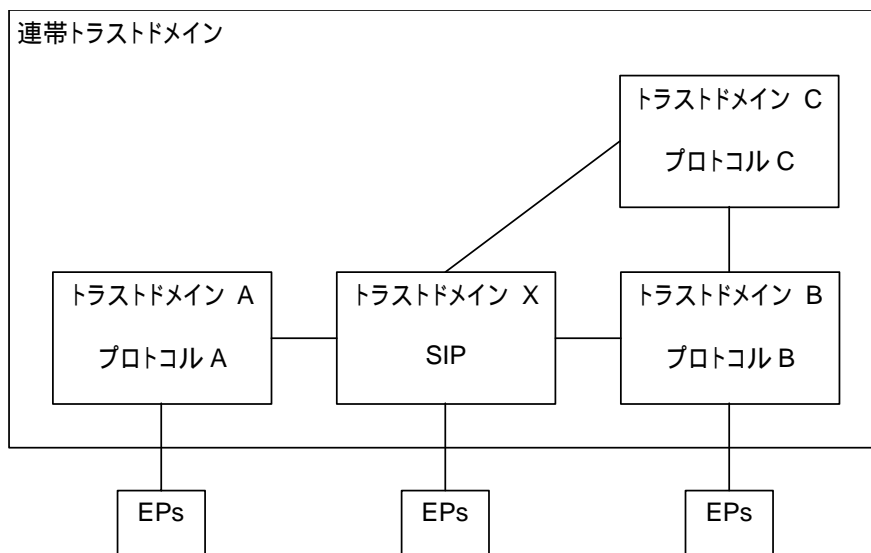 連帯トラストドメイン
トラストドメイン C
プロトコル C
トラストドメイン A
プロトコル A
トラストドメイン X
SIP
トラストドメイン B
プロトコル B
EPs
EPs
EPs